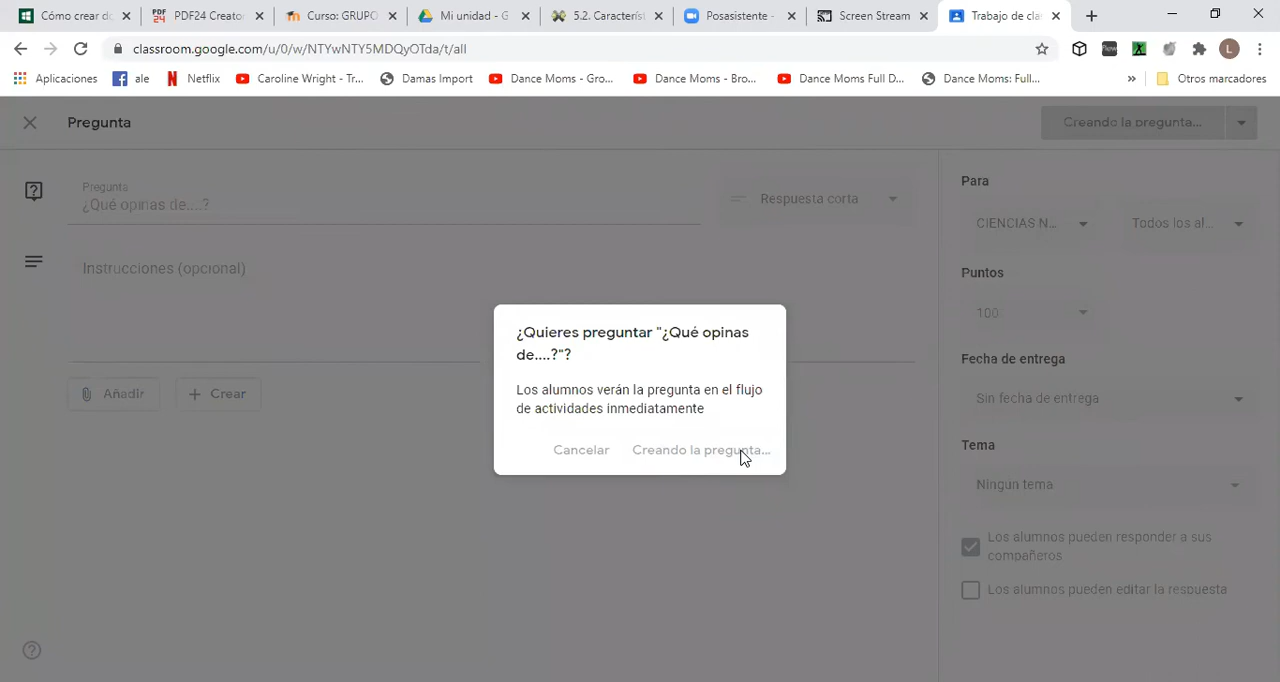 Cómo crear d
PDF24 Creato
Curso: GRUPO
Mi unidad - G
5.2. Característ
Posasistente -
Screen Stream
Trabajo de cla
classroom.google.com/u/0/w/NTYwNTY5MDQyOTda/t/all
L
Aplicaciones
ale
Netflix
Caroline Wright - Tr...
Damas Import
Dance Moms - Gro...
Dance Moms - Bro...
Dance Moms Full D...
Dance Moms: Full...
»
Otros marcadores
Pregunta
Creando la pregunta...
Pregunta
¿Qué opinas de....?
Respuesta corta
Instrucciones (opcional)
Añadir
Crear
Para
CIENCIAS N...
Todos los al...
Puntos
100
Fecha de entrega
Sin fecha de entrega
Tema
Ningún tema
Los alumnos pueden responder a sus
compañeros
Los alumnos pueden editar la respuesta
¿Quieres preguntar "¿Qué opinas
de....?"?
Los alumnos verán la pregunta en el flujo
de actividades inmediatamente
Cancelar
Creando la pregunta...